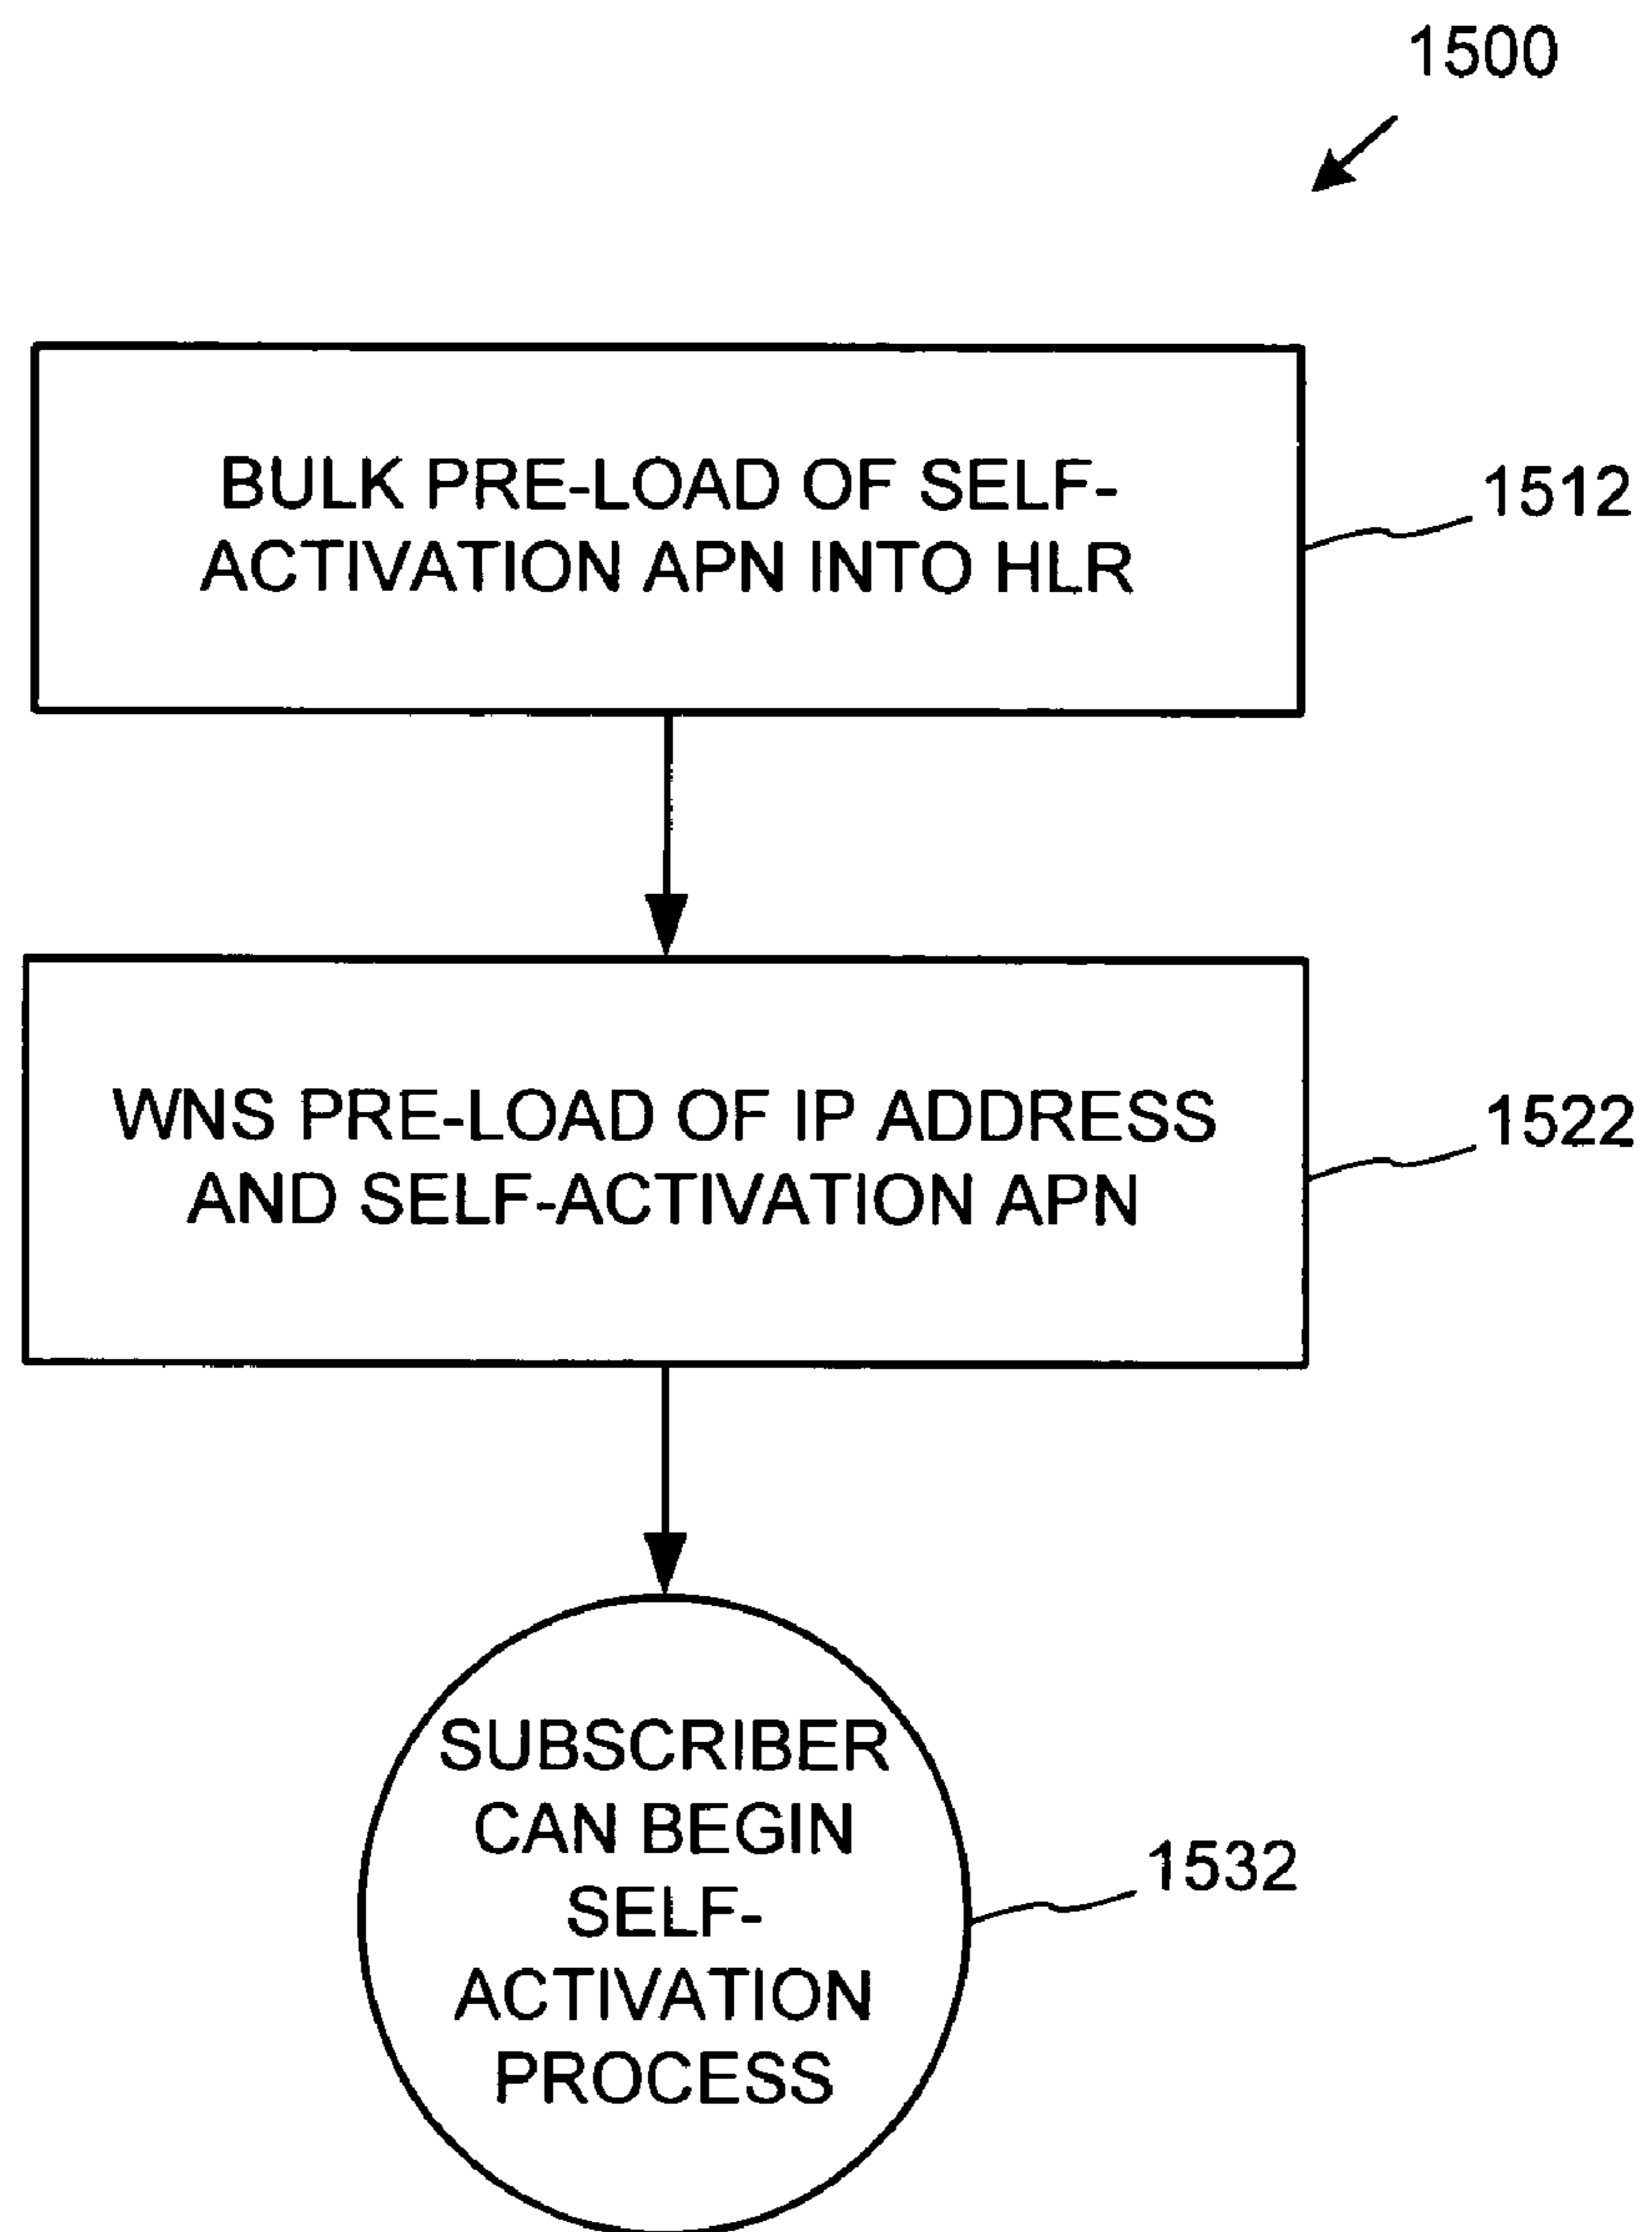 1500
BULK PRE-LOAD OF SELF-
ACTIVATION APN INTO HLR
1512
WNS PRE-LOAD OF IP ADDRESS
AND SELF-ACTIVATION APN
1522
SUBSCRIBER
CAN BEGIN
SELF-
ACTIVATION
PROCESS
1532